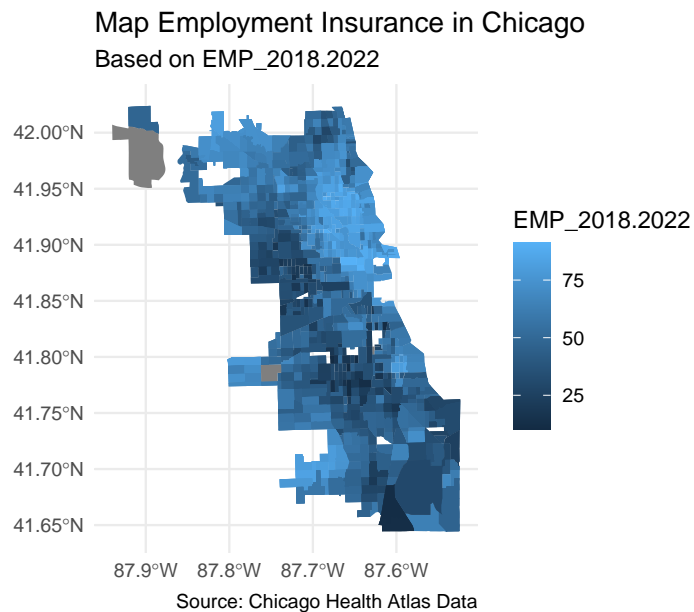 Map Employment Insurance in Chicago
Based on EMP_2018.2022
42.00°N
41.95°N
41.90°N
41.85°N
41.80°N
41.75°N
41.70°N
41.65°N
87.9°W 87.8°W 87.7°W 87.6°W
EMP_2018.2022
75
50
25
Source: Chicago Health Atlas Data